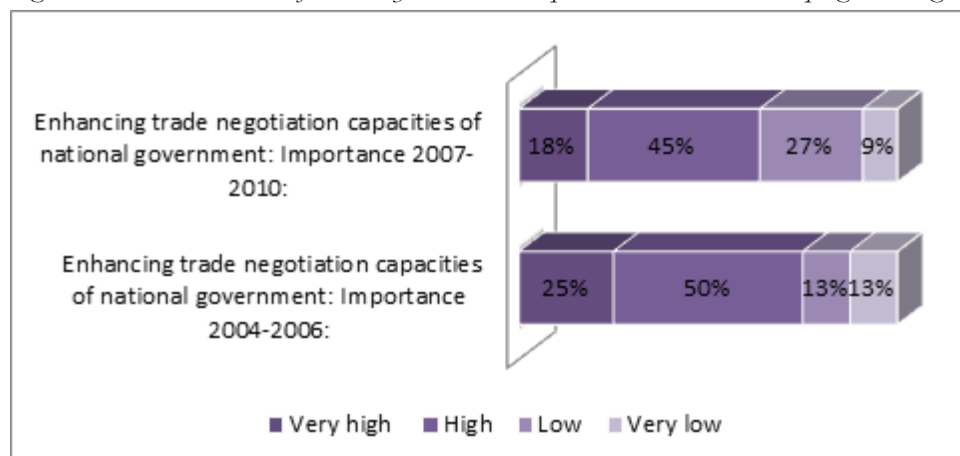 Enhancing trade negotiation capacities of
national government: Importance 2007-
2010:
18% 45% 27% 9%
Enhancing trade negotiation capacities
of national government: Importance
2004-2006:
25% 50% 13% 13%
Very high High Low Very low